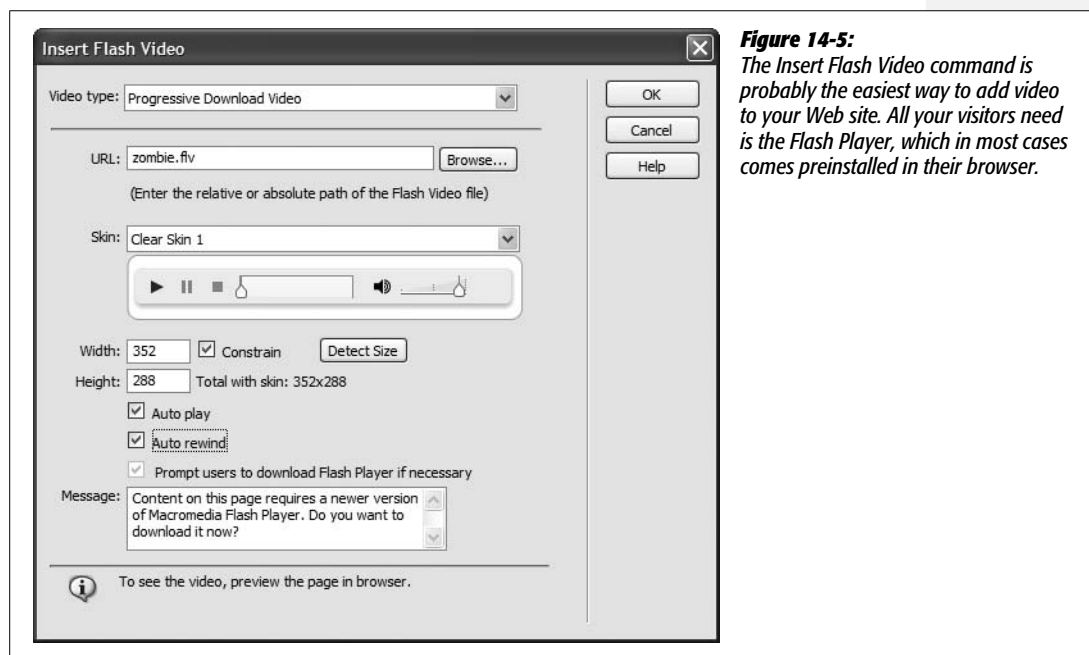 Insert Flash Video
Video type: Progressive Download Video
URL: zombie.flv Browse...
(Enter the relative or absolute path of the Flash Video file)
Skin: Clear Skin 1
Width: 352 Constrain Detect Size
Height: 288 Total with skin: 352x288
Auto play
Auto rewind
Prompt users to download Flash Player if necessary
Message: Content on this page requires a newer version
of Macromedia Flash Player. Do you want to
download it now?
To see the video, preview the page in browser.
OK
Cancel
Help
Figure 14-5:
The Insert Flash Video command is
probably the easiest way to add video
to your Web site. All your visitors need
is the Flash Player, which in most cases
comes preinstalled in their browser.